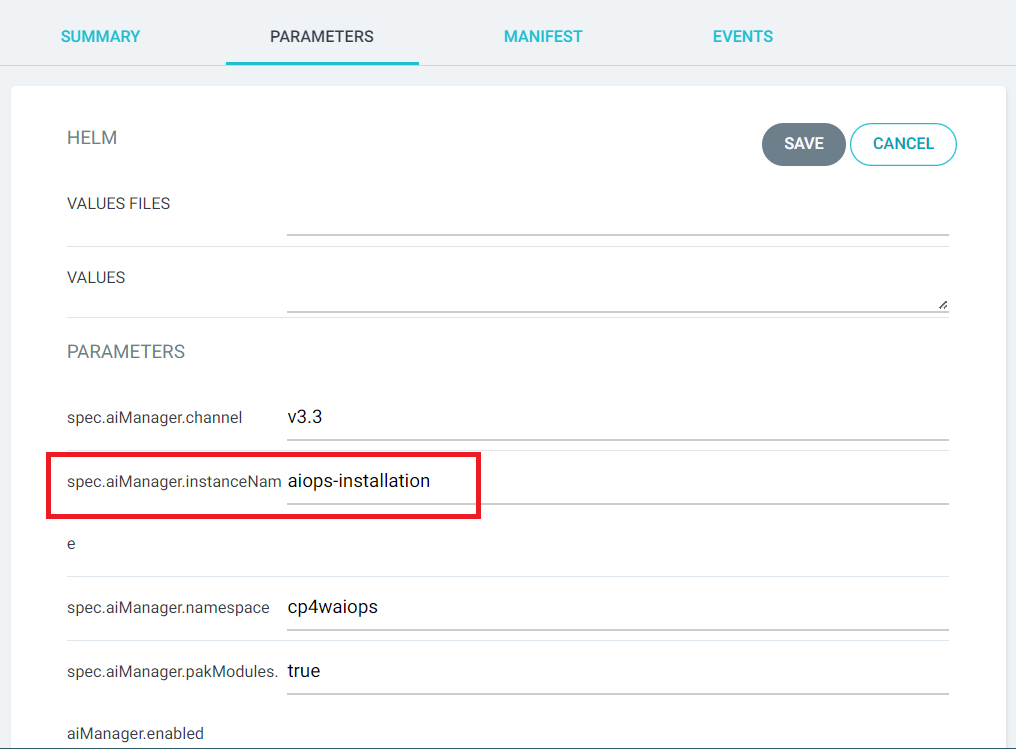 SUMMARY PARAMETERS MANIFEST EVENTS
HELM SAVE CANCEL
VALUES FILES
VALUES
PARAMETERS
spec.aiManager.channel v3.3
spec.aiManager.instanceNam aiops-installation
e
spec.aiManager.namespace cp4waiops
spec.aiManager.pakModules. true
aiManager.enabled